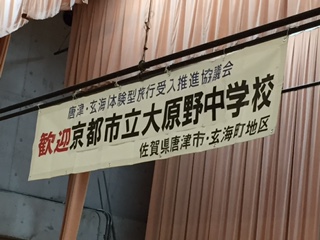 唐津・玄海体験型旅行受入推進協議会
歓迎京都市立大原野中学校
佐賀県唐津市・玄海町地区